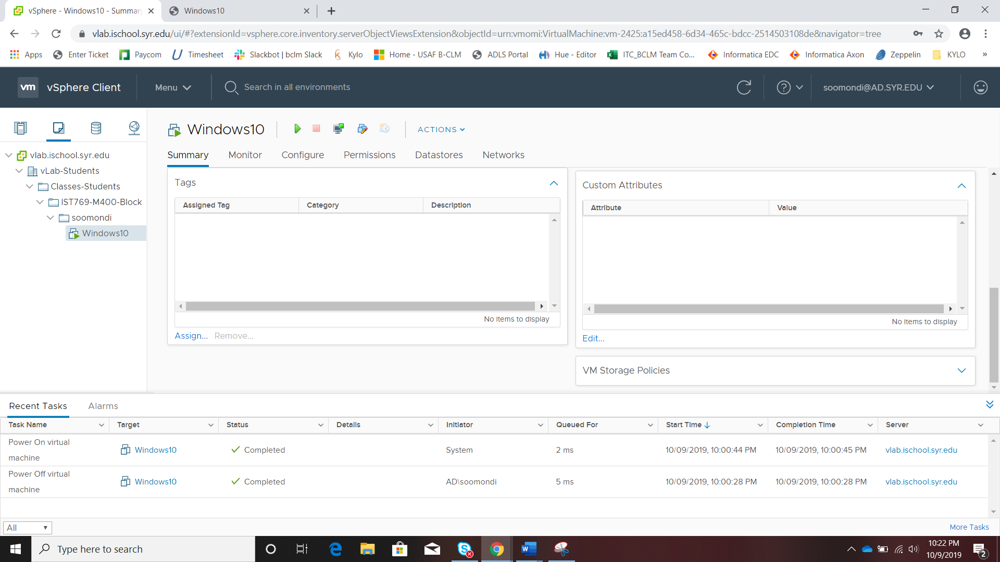 vSphere - Windows10 - Summar
Windows10
vlab.ischool.syr.edu/ui/#?extensionId=vsphere.core.inventory.serverObjectViewsExtension&objectId=urn:vmomi:VirtualMachine:vm-2425:a15ed458-6d34-465c-bdcc-2514503108de&navigator=tree
Apps Enter Ticket Paycom Timesheet Slackbot | bclm Slack Kylo Home - USAF B-CLM ADLS Portal Hue - Editor ITC_BCLM Team Co... Informatica EDC Informatica Axon Zeppelin KYLO »
vm vSphere Client Menu Search in all environments soomondi@AD.SYR.EDU
Windows10 ACTIONS
Summary Monitor Configure Permissions Datastores Networks
vlab.ischool.syr.edu
vLab-Students
Classes-Students
IST769-M400-Block
soomondi
Windows10
Tags
Assigned Tag Category Description
No items to display
Assign... Remove...
Custom Attributes
Attribute Value
No items to display
Edit...
VM Storage Policies
Recent Tasks Alarms
Task Name Target Status Details Initiator Queued For Start Time Completion Time Server
Power On virtual machine Windows10 Completed System 2 ms 10/09/2019, 10:00:44 PM 10/09/2019, 10:00:45 PM vlab.ischool.syr.edu
Power Off virtual machine Windows10 Completed AD\soomondi 5 ms 10/09/2019, 10:00:28 PM 10/09/2019, 10:00:28 PM vlab.ischool.syr.edu
All More Tasks
Type here to search
10:22 PM
10/9/2019
2